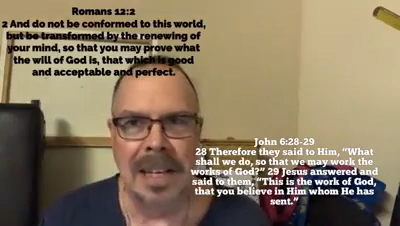 Romans 12:2
2 And do not be conformed to this world,
but be transformed by the renewing of
your mind, so that you may prove what
the will of God is, that which is good
and acceptable and perfect.
John 6:28-29
28 Therefore they said to Him, “What
shall we do, so that we may work the
works of God?” 29 Jesus answered and
said to them, “This is the work of God,
that you believe in Him whom He has
sent.”